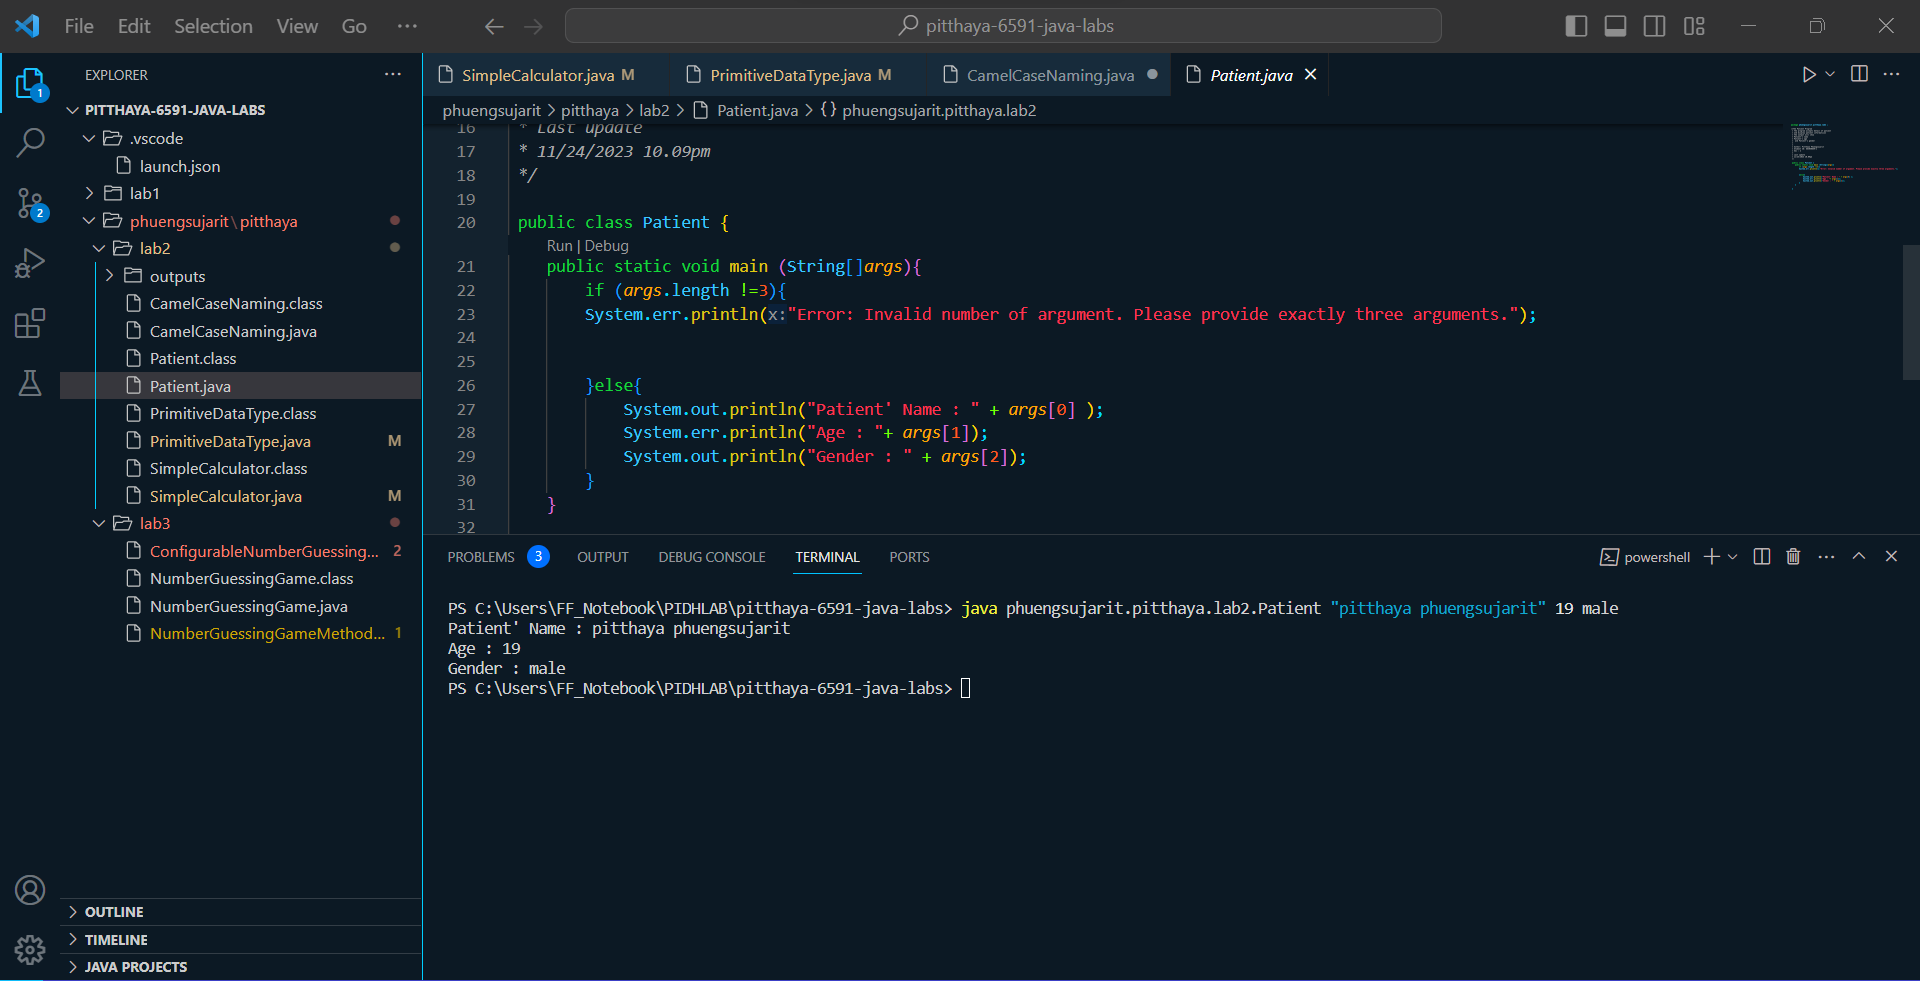 File Edit Selection View Go ··· pitthaya-6591-java-labs
EXPLORER ···
PITTHAYA-6591-JAVA-LABS
.vscode
launch.json
lab1
phuengsujarit\pitthaya
lab2
outputs
CamelCaseNaming.class
CamelCaseNaming.java
Patient.class
Patient.java
PrimitiveDataType.class
PrimitiveDataType.java M
SimpleCalculator.class
SimpleCalculator.java M
lab3
ConfigurableNumberGuessing... 2
NumberGuessingGame.class
NumberGuessingGame.java
NumberGuessingGameMethod... 1
OUTLINE
TIMELINE
JAVA PROJECTS
1
2
SimpleCalculator.java M PrimitiveDataType.java M CamelCaseNaming.java Patient.java
phuengsujarit > pitthaya > lab2 > Patient.java > {} phuengsujarit.pitthaya.lab2
16 * Last update
17 * 11/24/2023 10.09pm
18 */
19
20 public class Patient {
Run | Debug
21 public static void main (String[]args){
22 if (args.length !=3){
23 System.err.println(x:"Error: Invalid number of argument. Please provide exactly three arguments.");
24
25
26 }else{
27 System.out.println("Patient' Name : " + args[0] );
28 System.err.println("Age : "+ args[1]);
29 System.out.println("Gender : " + args[2]);
30 }
31 }
32
PROBLEMS 3 OUTPUT DEBUG CONSOLE TERMINAL PORTS powershell
PS C:\Users\FF_Notebook\PIDHLAB\pitthaya-6591-java-labs> java phuengsujarit.pitthaya.lab2.Patient "pitthaya phuengsujarit" 19 male
Patient' Name : pitthaya phuengsujarit
Age : 19
Gender : male
PS C:\Users\FF_Notebook\PIDHLAB\pitthaya-6591-java-labs>